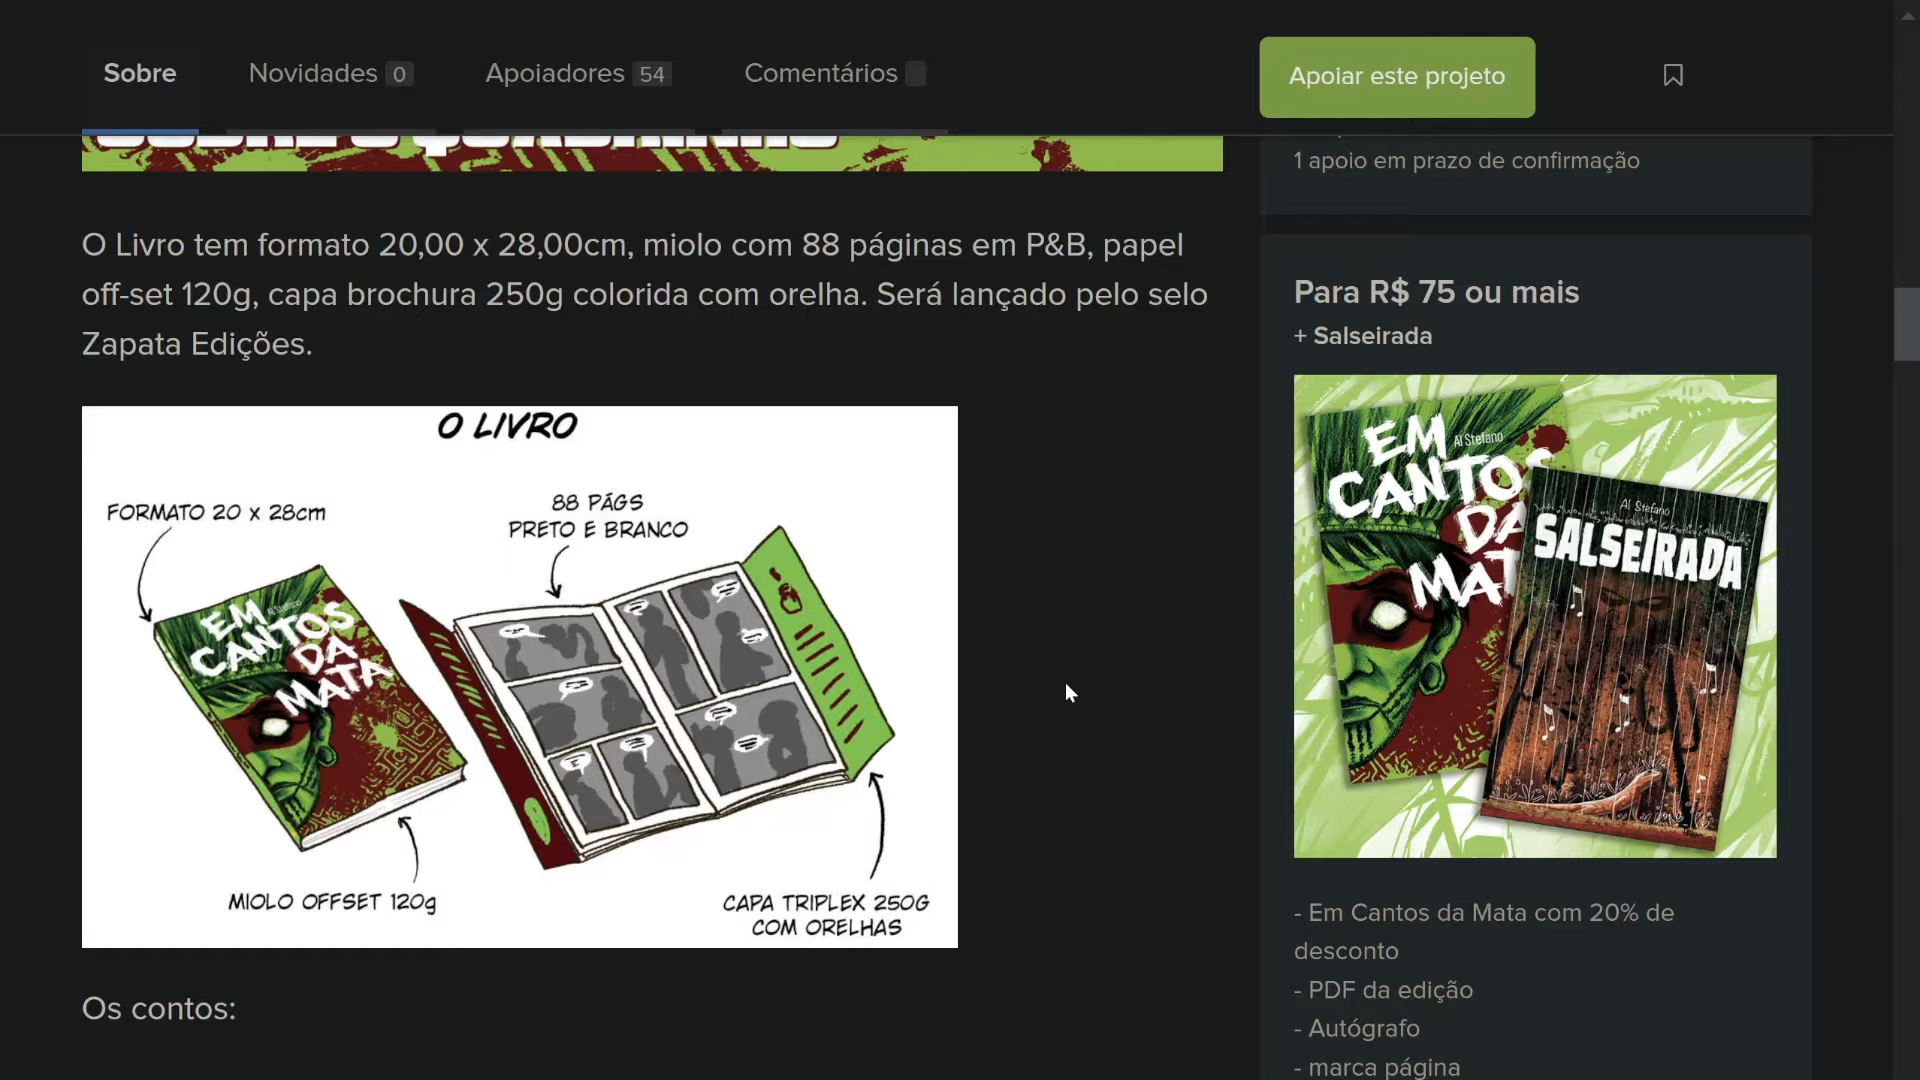 Sobre
Novidades 0
Apoiadores 54
Comentários
Apoiar este projeto
1 apoio em prazo de confirmação
O Livro tem formato 20,00 x 28,00cm, miolo com 88 páginas em P&B, papel
off-set 120g, capa brochura 250g colorida com orelha. Será lançado pelo selo
Zapata Edições.
O LIVRO
FORMATO 20 x 28cm
88 PÁGS
PRETO E BRANCO
EM
CANTOS
DA
MATA
Al Stefano
MIOLO OFFSET 120g
CAPA TRIPLEX 250G
COM ORELHAS
Os contos:
Para R$ 75 ou mais
+ Salseirada
EM
Al Stefano
CANTOS
DA
MAT
Al Stefano
SALSEIRADA
- Em Cantos da Mata com 20% de
desconto
- PDF da edição
- Autógrafo
- marca página